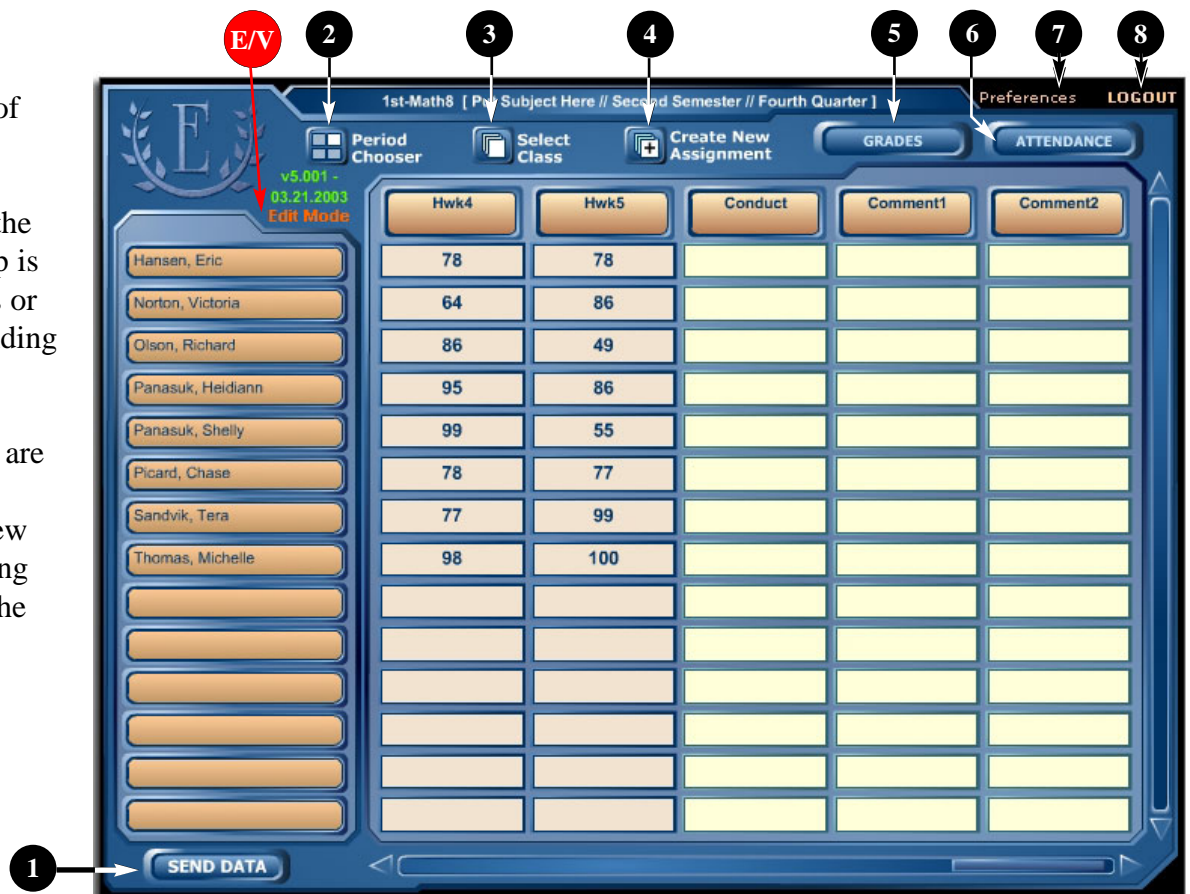 E/V 2 3 4 5 6 7 8
of
the
p is
or
ding
are
ew
ng
he
1st-Math8 [ Put Subject Here // Second Semester // Fourth Quarter ]
Preferences LOGOUT
E
Period
Chooser
Select
Class
Create New
Assignment
GRADES
ATTENDANCE
v5.001 -
03.21.2003
Edit Mode
Hwk4 Hwk5 Conduct Comment1 Comment2
Hansen, Eric 78 78
Norton, Victoria 64 86
Olson, Richard 86 49
Panasuk, Heidiann 95 86
Panasuk, Shelly 99 55
Picard, Chase 78 77
Sandvik, Tera 77 99
Thomas, Michelle 98 100
1 SEND DATA